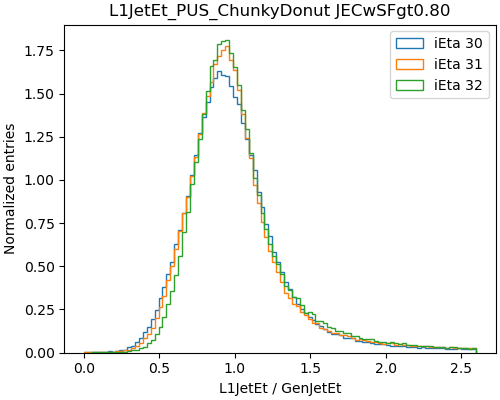 L1JetEt_PUS_ChunkyDonut JECwSFgt0.80
iEta 30
iEta 31
iEta 32
Normalized entries
1.75
1.50
1.25
1.00
0.75
0.50
0.25
0.00
0.0 0.5 1.0 1.5 2.0 2.5
L1JetEt / GenJetEt